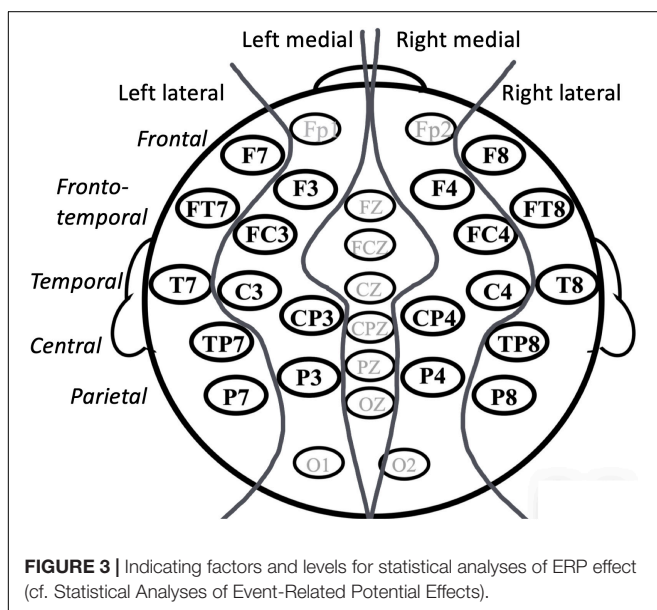 Left medial Right medial
Left lateral Right lateral
Fp1 Fp2
Frontal F7 F8
F3 F4
Fronto-
temporal FT7 FZ FT8
FC3 FCZ FC4
Temporal T7 C3 CZ C4 T8
CP3 CPZ CP4
Central TP7 TP8
P3 PZ P4
Parietal P7 OZ P8
O1 O2
FIGURE 3 | Indicating factors and levels for statistical analyses of ERP effect
(cf. Statistical Analyses of Event-Related Potential Effects).